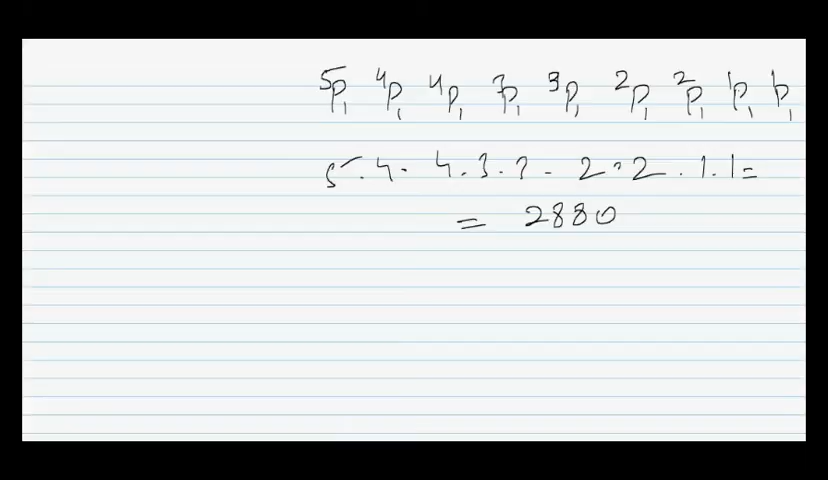 ⁵P₁ ⁴P₁ ⁴P₁ ³P₁ ³P₁ ²P₁ ²P₁ ¹P₁ ¹P₁
5 . 4 . 4 . 3 . 3 . 2 . 2 . 1 . 1 =
= 2880